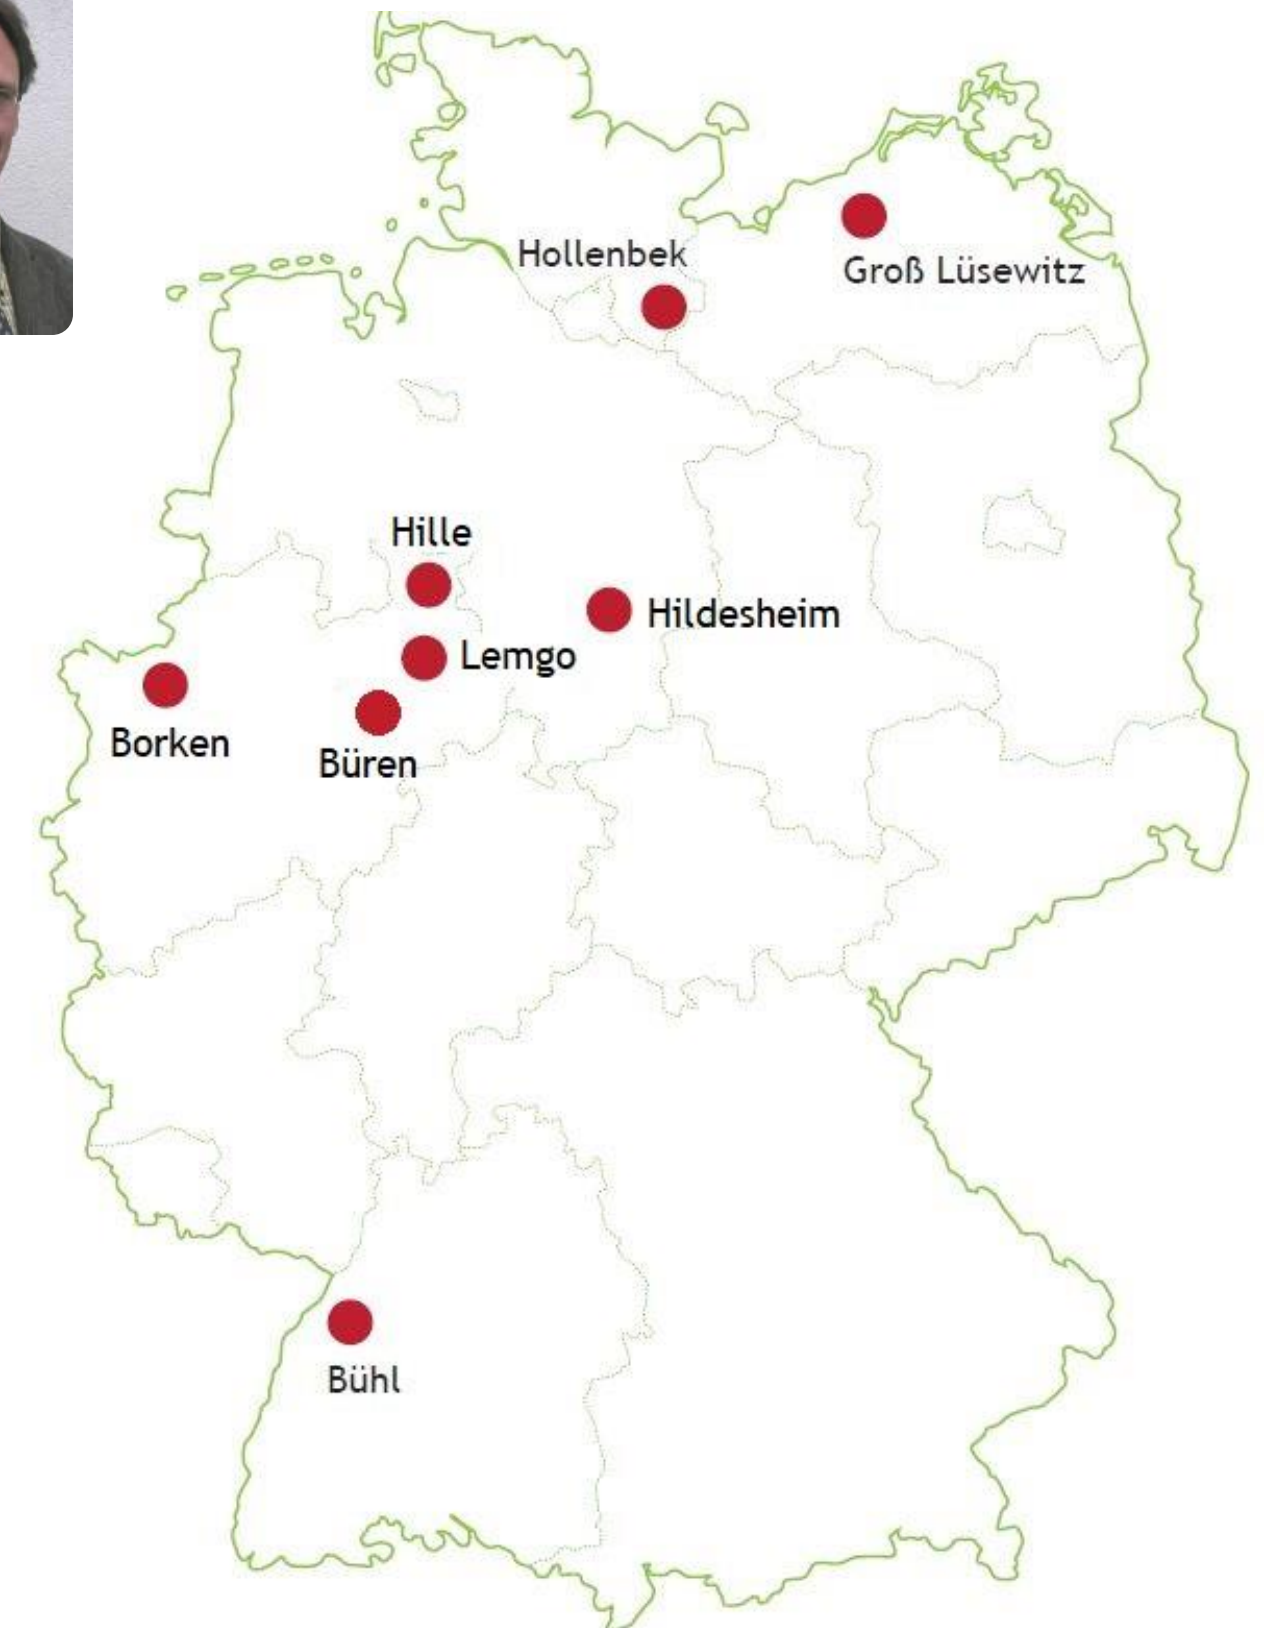 Hollenbek
Groß Lüsewitz
Hille
Hildesheim
Lemgo
Borken
Büren
Bühl